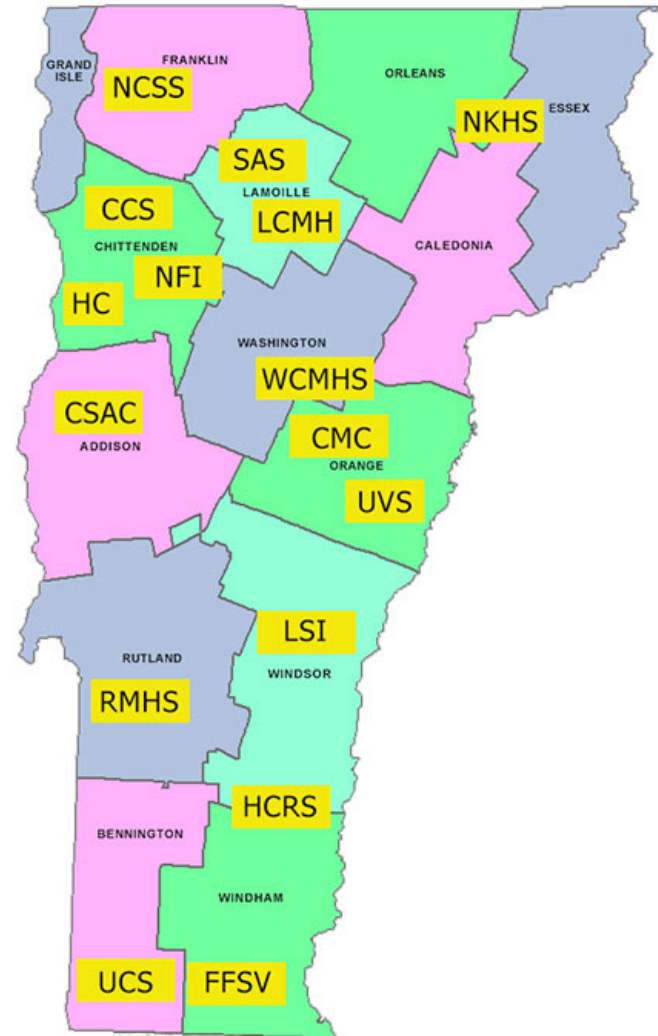 GRAND
ISLE
FRANKLIN
NCSS
ORLEANS
NKHS
ESSEX
SAS
LAMOILLE
LCMH
CCS
CHITTENDEN
NFI
HC
CALEDONIA
WASHINGTON
WCMHS
CSAC
ADDISON
CMC
ORANGE
UVS
LSI
WINDSOR
RUTLAND
RMHS
HCRS
BENNINGTON
WINDHAM
UCS
FFSV